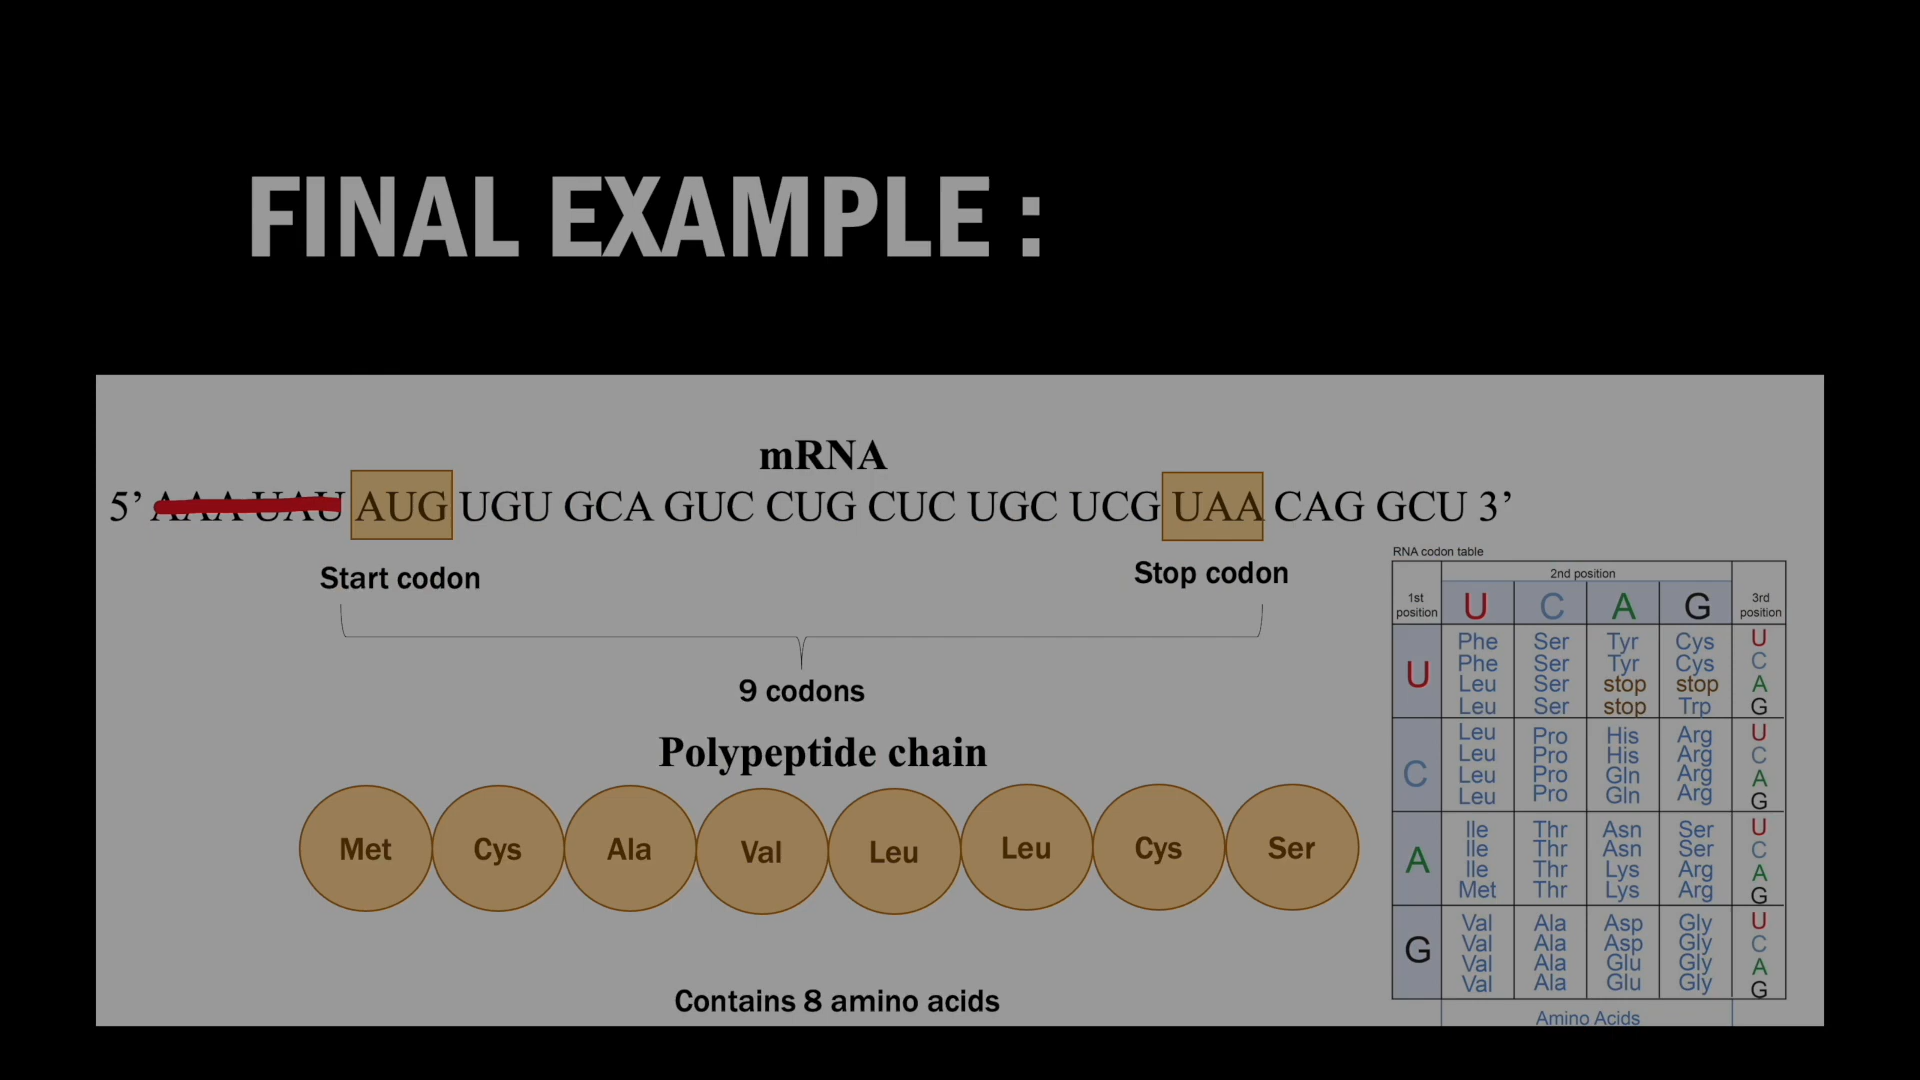 FINAL EXAMPLE :
mRNA
5’ AAA UAU AUG UGU GCA GUC CUG CUC UGC UCG UAA CAG GCU 3’
Start codon
Stop codon
9 codons
Polypeptide chain
Met Cys Ala Val Leu Leu Cys Ser
Contains 8 amino acids
RNA codon table
1st position
2nd position
3rd position
U C A G
U
Phe Ser Tyr Cys U
Phe Ser Tyr Cys C
Leu Ser stop stop A
Leu Ser stop Trp G
C
Leu Pro His Arg U
Leu Pro His Arg C
Leu Pro Gln Arg A
Leu Pro Gln Arg G
A
Ile Thr Asn Ser U
Ile Thr Asn Ser C
Ile Thr Lys Arg A
Met Thr Lys Arg G
G
Val Ala Asp Gly U
Val Ala Asp Gly C
Val Ala Glu Gly A
Val Ala Glu Gly G
Amino Acids